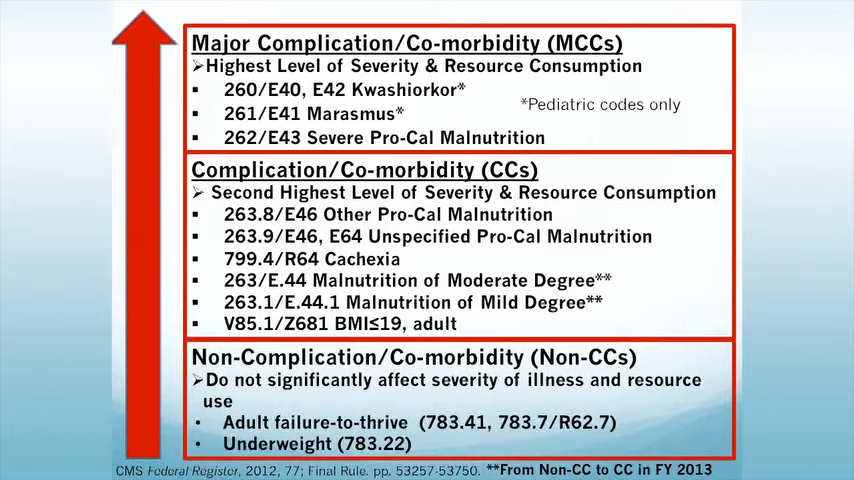 Major Complication/Co-morbidity (MCCs)
➢Highest Level of Severity & Resource Consumption
▪ 260/E40, E42 Kwashiorkor*
*Pediatric codes only
▪ 261/E41 Marasmus*
▪ 262/E43 Severe Pro-Cal Malnutrition
Complication/Co-morbidity (CCs)
➢ Second Highest Level of Severity & Resource Consumption
▪ 263.8/E46 Other Pro-Cal Malnutrition
▪ 263.9/E46, E64 Unspecified Pro-Cal Malnutrition
▪ 799.4/R64 Cachexia
▪ 263/E.44 Malnutrition of Moderate Degree**
▪ 263.1/E.44.1 Malnutrition of Mild Degree**
▪ V85.1/Z681 BMI≤19, adult
Non-Complication/Co-morbidity (Non-CCs)
➢Do not significantly affect severity of illness and resource
use
• Adult failure-to-thrive (783.41, 783.7/R62.7)
• Underweight (783.22)
CMS Federal Register, 2012, 77; Final Rule. pp. 53257-53750. **From Non-CC to CC in FY 2013